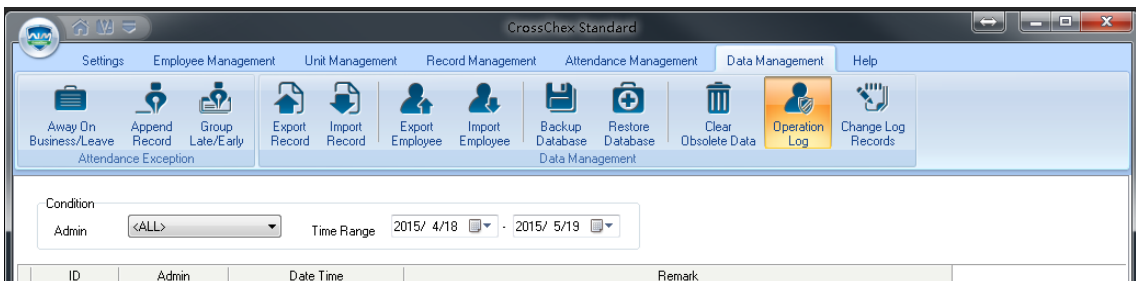 CrossChex Standard
Settings Employee Management Unit Management Record Management Attendance Management Data Management Help
Away On Business/Leave
Append Record
Group Late/Early
Export Record
Import Record
Export Employee
Import Employee
Backup Database
Restore Database
Clear Obsolete Data
Operation Log
Change Log Records
Attendance Exception
Data Management
Condition
Admin <ALL> Time Range 2015/ 4/18 - 2015/ 5/19
ID Admin Date Time Remark